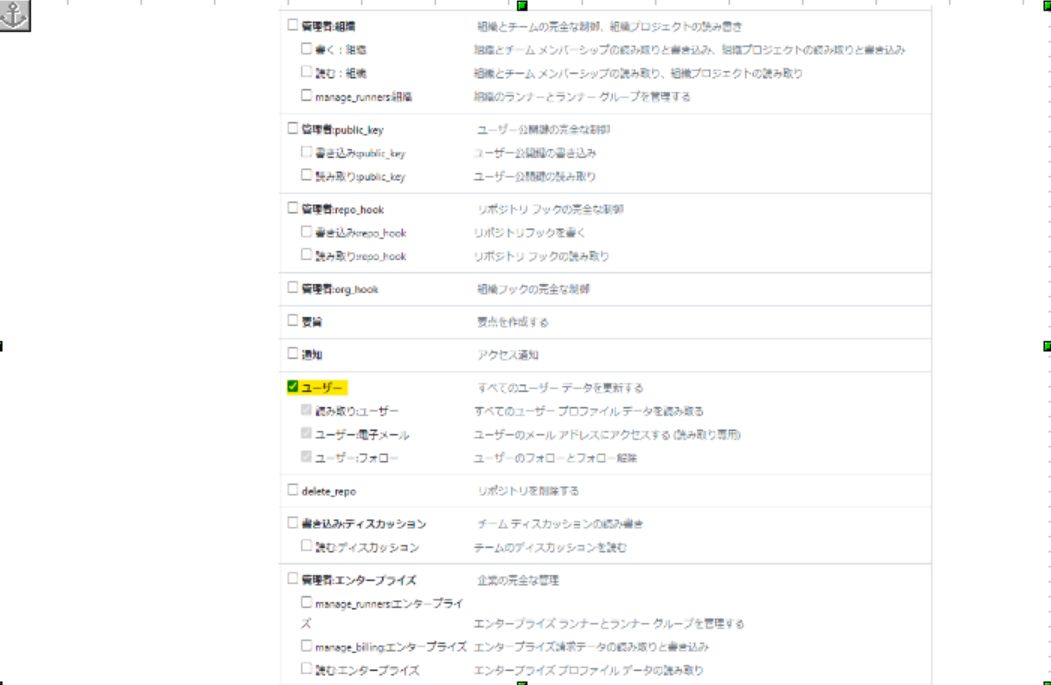 管理者:組織 組織とチームの完全な制御、組織プロジェクトの読み書き
書く：組織 組織とチーム メンバーシップの読み取りと書き込み、組織プロジェクトの読み取りと書き込み
読む：組織 組織とチーム メンバーシップの読み取り、組織プロジェクトの読み取り
manage_runners:組織 組織のランナーとランナー グループを管理する
管理者:public_key ユーザー公開鍵の完全な制御
書き込み:public_key ユーザー公開鍵の書き込み
読み取り:public_key ユーザー公開鍵の読み取り
管理者:repo_hook リポジトリ フックの完全な制御
書き込み:repo_hook リポジトリフックを書く
読み取り:repo_hook リポジトリ フックの読み取り
管理者:org_hook 組織フックの完全な制御
要旨 要点を作成する
通知 アクセス通知
ユーザー すべてのユーザー データを更新する
読み取り:ユーザー すべてのユーザー プロファイル データを読み取る
ユーザー:電子メール ユーザーのメール アドレスにアクセスする (読み取り専用)
ユーザー:フォロー ユーザーのフォローとフォロー解除
delete_repo リポジトリを削除する
書き込み:ディスカッション チーム ディスカッションの読み書き
読む:ディスカッション チームのディスカッションを読む
管理者:エンタープライズ 企業の完全な管理
manage_runners:エンタープライ
ズ エンタープライズ ランナーとランナー グループを管理する
manage_billing:エンタープライズ エンタープライズ請求データの読み取りと書き込み
読む:エンタープライズ エンタープライズ プロファイル データの読み取り